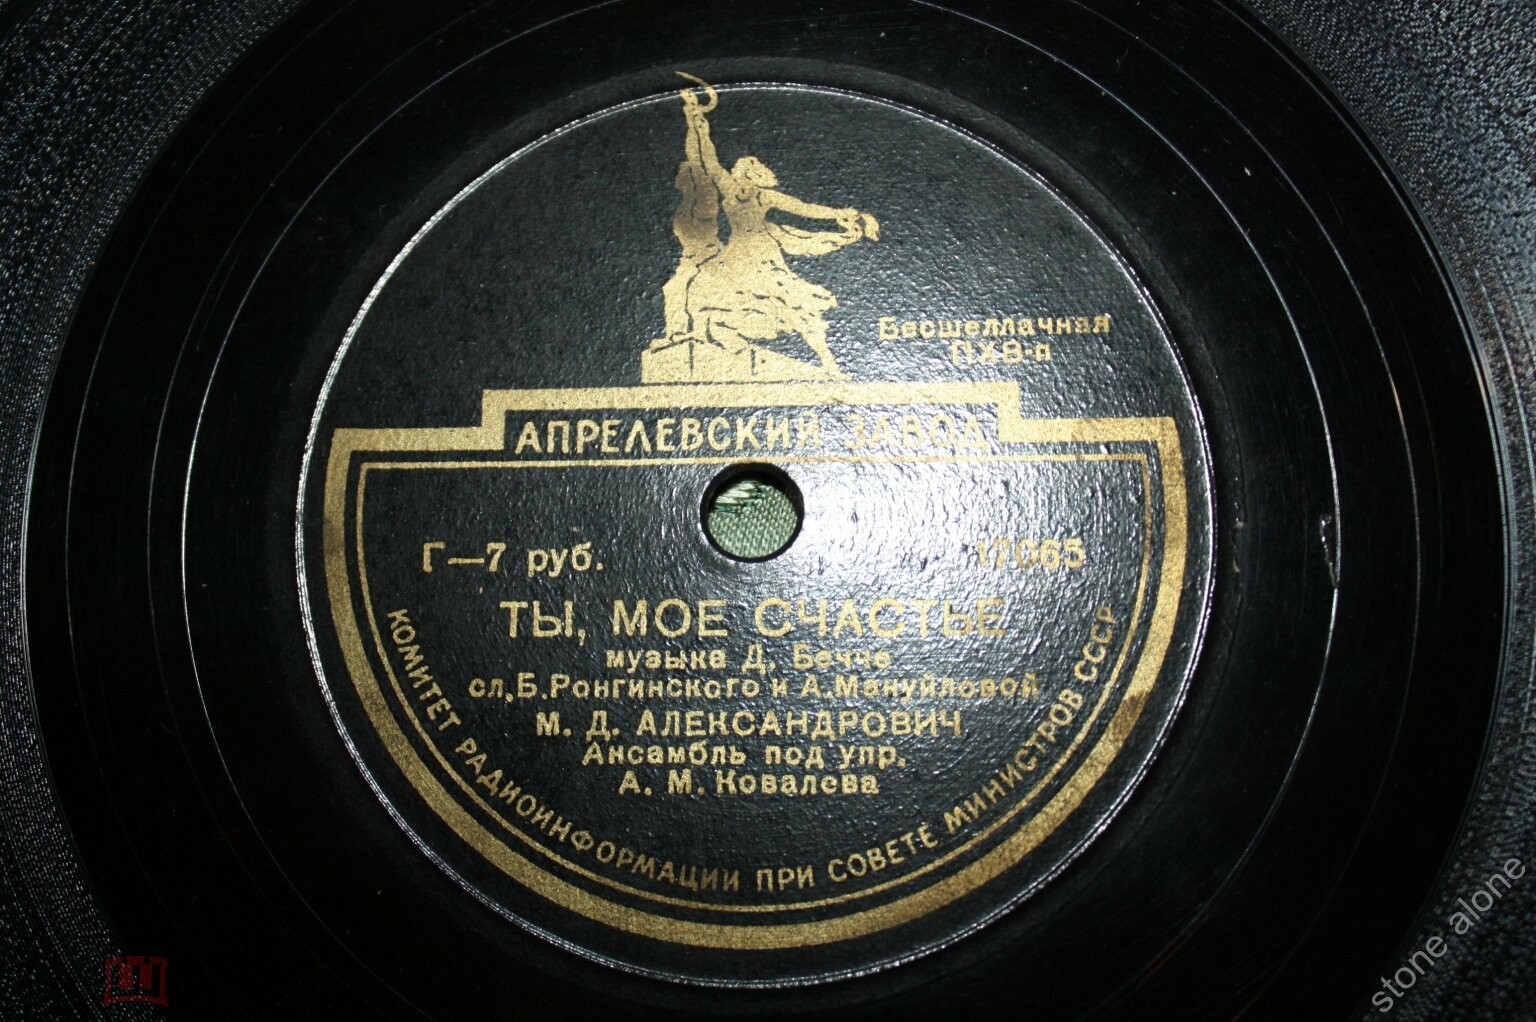 Бесшеллачная
ПХВ-п
АПРЕЛЕВСКИЙ ЗАВОД
Г—7 руб.
17065
ТЫ, МОЕ СЧАСТЬЕ
музыка Д. Бечче
сл. Б. Ронгинского и А. Мануйловой
М. Д. АЛЕКСАНДРОВИЧ
Ансамбль под упр.
А. М. Ковалева
КОМИТЕТ РАДИОИНФОРМАЦИИ ПРИ СОВЕТЕ МИНИСТРОВ СССР
stone alone